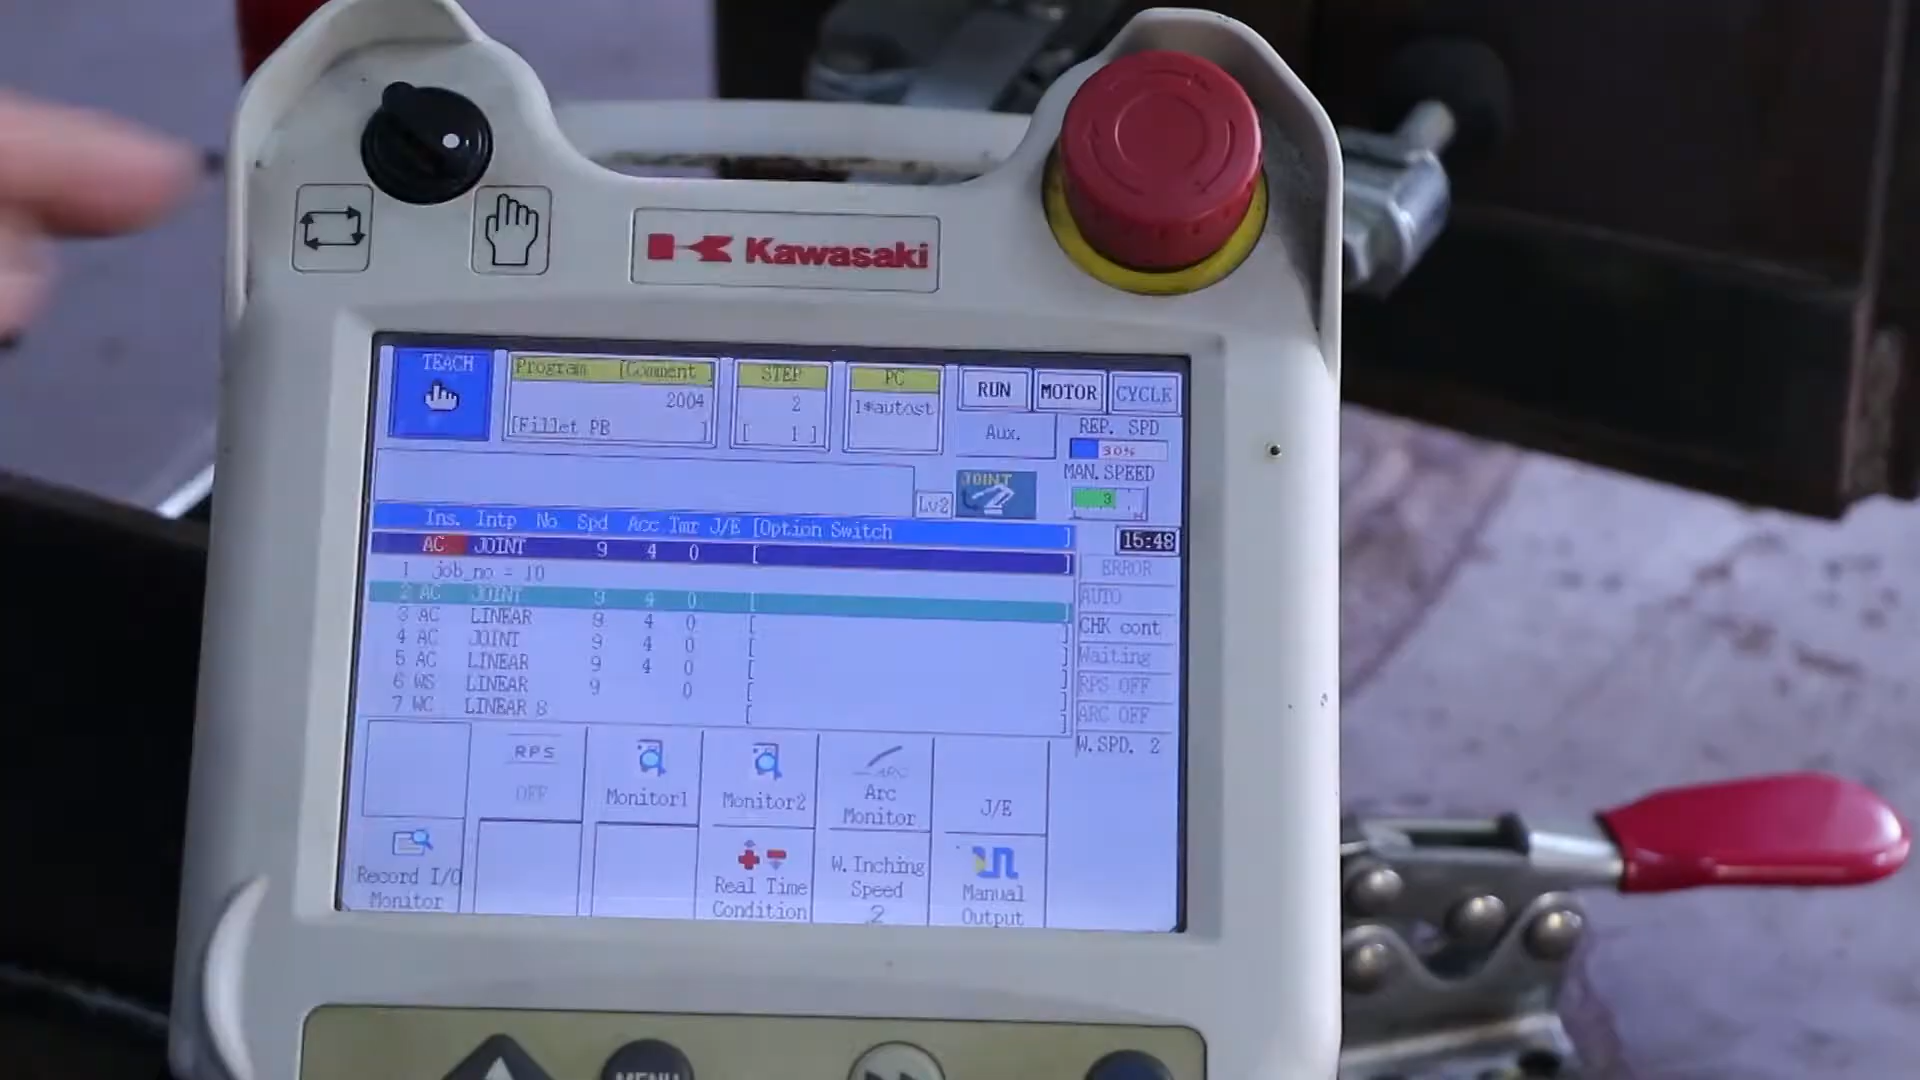 Kawasaki
TEACH
Program [Comment ]
2004
[Fillet PB ]
STEP
2
[ 1 ]
PC
1*autost
RUN MOTOR CYCLE
Aux.
REP. SPD
30%
MAN.SPEED
3
H
Lv2
JOINT
Ins. Intp No Spd Acc Tmr J/E [Option Switch ]
AC JOINT 9 4 0 [ ]
1 job_no = 10
2 AC JOINT 9 4 0 [ ]
3 AC LINEAR 9 4 0 [ ]
4 AC JOINT 9 4 0 [ ]
5 AC LINEAR 9 4 0 [ ]
6 WS LINEAR 9 0 [ ]
7 WC LINEAR 8 [ ]
15:48
ERROR
AUTO
CHK cont
Waiting
RPS OFF
ARC OFF
W.SPD. 2
RPS
OFF
Monitor1
Monitor2
ARC
Arc
Monitor
J/E
Record I/O
Monitor
Real Time
Condition
W.Inching
Speed
2
Manual
Output
MENU